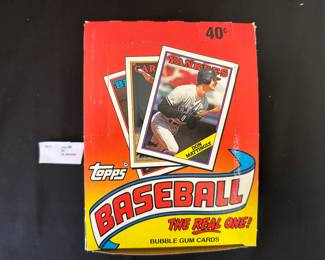 40¢
YANKEES
DON MATTINGLY
Topps
BASEBALL
THE REAL ONE!
BUBBLE GUM CARDS